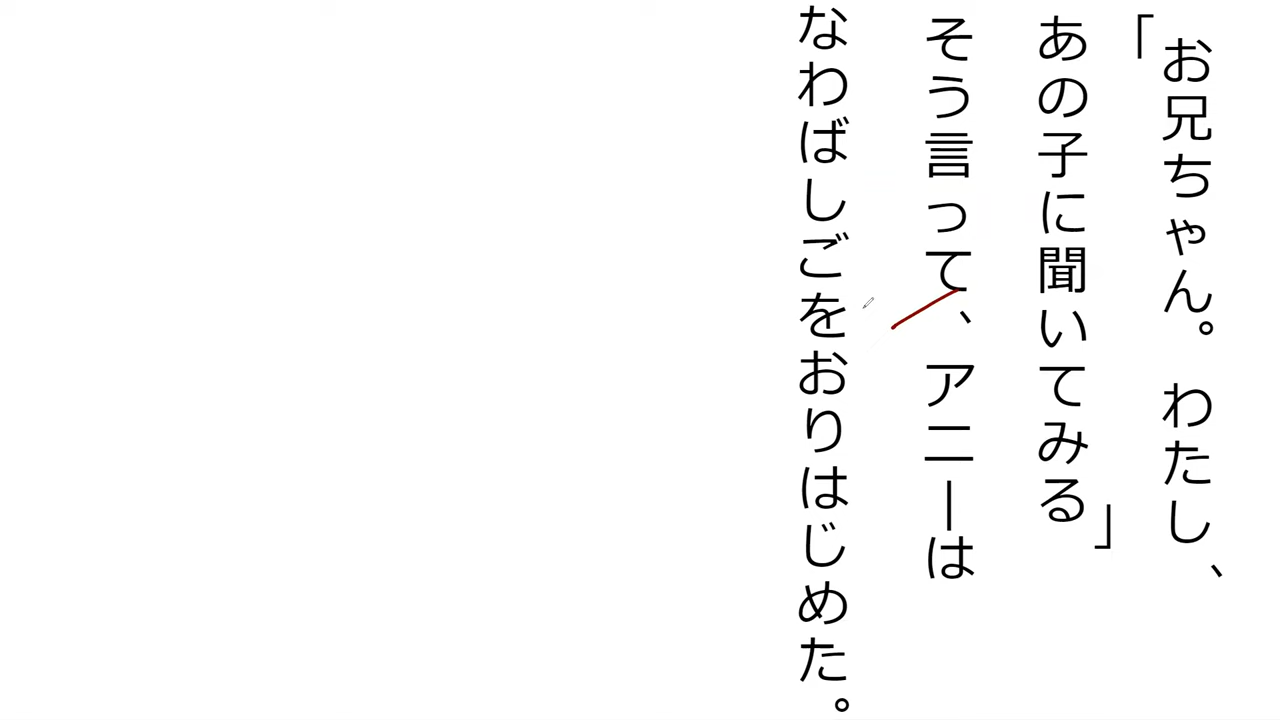 「お兄ちゃん。わたし、
あの子に聞いてみる」
そう言って、アニーは
なわばしごをおりはじめた。